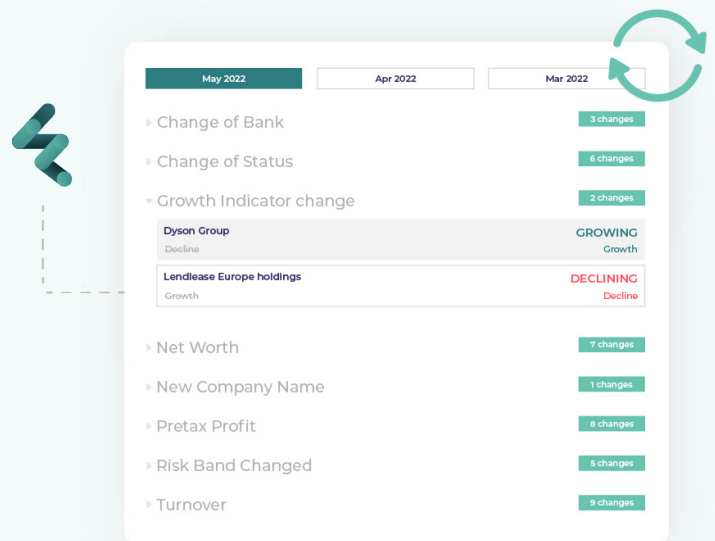 May 2022 Apr 2022 Mar 2022
Change of Bank 3 changes
Change of Status 6 changes
Growth Indicator change 2 changes
Dyson Group GROWING
Decline Growth
Lendlease Europe holdings DECLINING
Growth Decline
Net Worth 7 changes
New Company Name 1 changes
Pretax Profit 8 changes
Risk Band Changed 5 changes
Turnover 9 changes